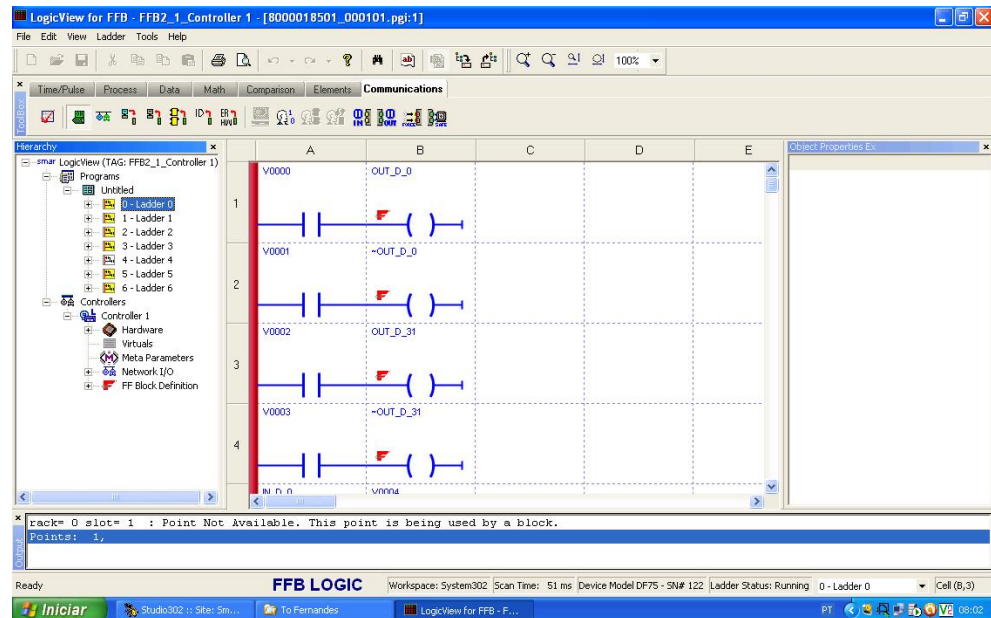 LogicView for FFB - FFB2_1_Controller 1 - [8000018501_000101.pgi:1]
File Edit View Ladder Tools Help
100%
Time/Pulse Process Data Math Comparison Elements Communications
ToolBox
Hierarchy
smar LogicView (TAG: FFB2_1_Controller 1)
Programs
Untitled
0 - Ladder 0
1 - Ladder 1
2 - Ladder 2
3 - Ladder 3
4 - Ladder 4
5 - Ladder 5
6 - Ladder 6
Controllers
Controller 1
Hardware
Virtuals
Meta Parameters
Network I/O
FF Block Definition
A B C D E
1
V0000 OUT_D_0
2
V0001 ~OUT_D_0
3
V0002 OUT_D_31
4
V0003 ~OUT_D_31
IN_D_0 V0004
Object Properties Ex
Output
rack= 0 slot= 1 : Point Not Available. This point is being used by a block.
Points: 1,
Ready FFB LOGIC Workspace: System302 Scan Time: 51 ms Device Model DF75 - SN# 122 Ladder Status: Running 0 - Ladder 0 Cell (B,3)
Iniciar Studio302 :: Site: Sm... To Fernandes LogicView for FFB - F... PT 08:02